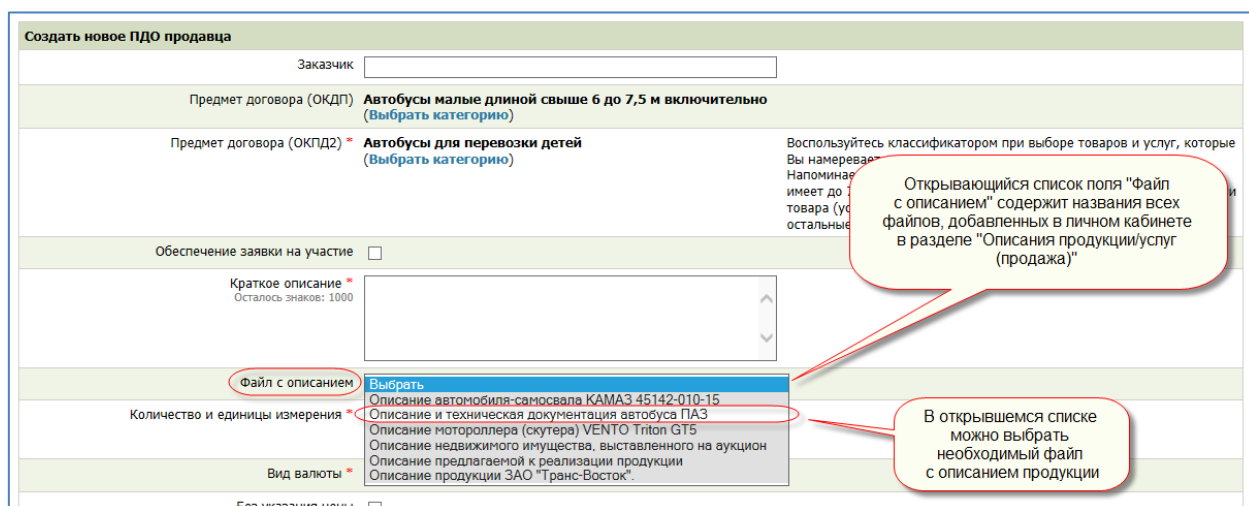 Создать новое ПДО продавца
Заказчик
Предмет договора (ОКДП) Автобусы малые длиной свыше 6 до 7,5 м включительно
(Выбрать категорию)
Предмет договора (ОКПД2) * Автобусы для перевозки детей
(Выбрать категорию)
Воспользуйтесь классификатором при выборе товаров и услуг, которые
Вы
имеет до
товара
остальные
Открывающийся список поля "Файл
с описанием" содержит названия всех
файлов, добавленных в личном кабинете
в разделе "Описания продукции/услуг
(продажа)"
Обеспечение заявки на участие
Краткое описание *
Осталось знаков: 1000
Файл с описанием
Выбрать
Описание автомобиля-самосвала КАМАЗ 45142-010-15
Описание и техническая документация автобуса ПАЗ
Описание мотороллера (скутера) VENTO Triton GT5
Описание недвижимого имущества, выставленного на аукцион
Описание предлагаемой к реализации продукции
Описание продукции ЗАО "Транс-Восток".
Количество и единицы измерения *
В открывшемся списке
можно выбрать
необходимый файл
с описанием продукции
Вид валюты *
Без указания цены